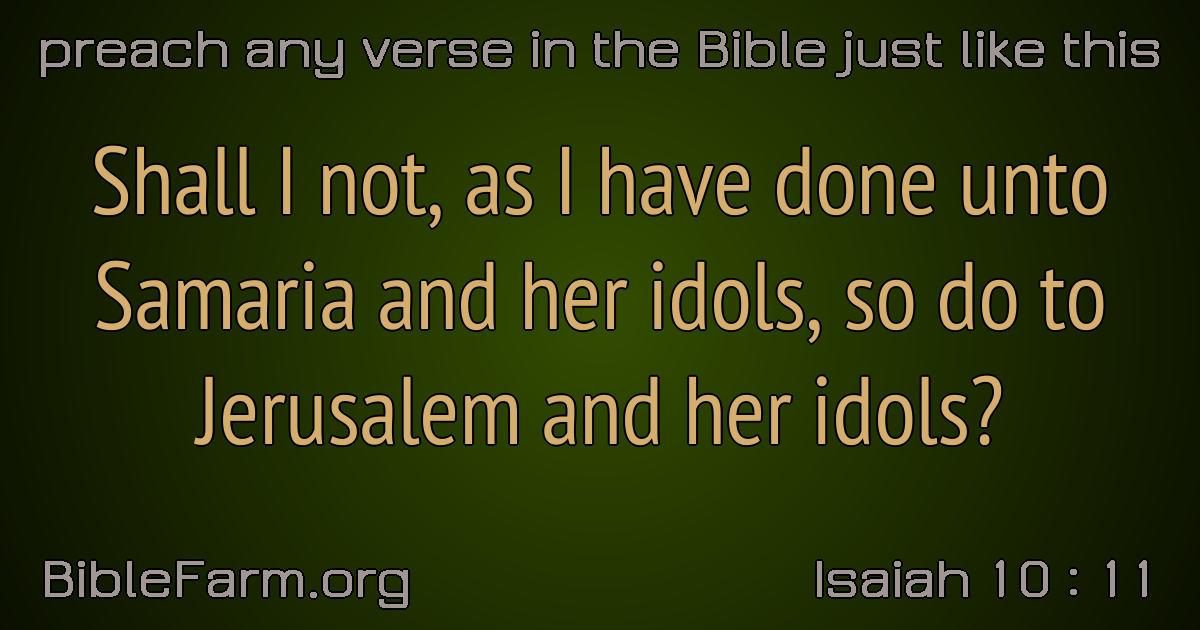 preach any verse in the Bible just like this
Shall I not, as I have done unto
Samaria and her idols, so do to
Jerusalem and her idols?
BibleFarm.org
Isaiah 10 : 11